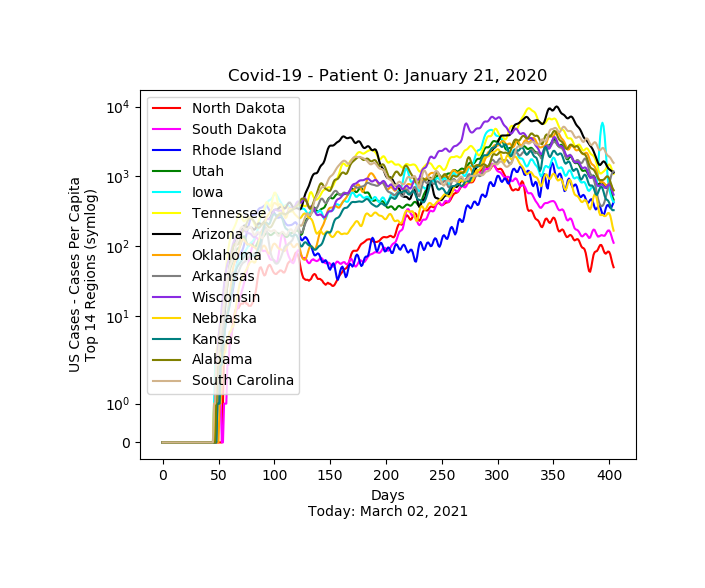 Covid-19 - Patient 0: January 21, 2020
US Cases - Cases Per Capita
Top 14 Regions (symlog)
10^4
10^3
10^2
10^1
10^0
0
North Dakota
South Dakota
Rhode Island
Utah
Iowa
Tennessee
Arizona
Oklahoma
Arkansas
Wisconsin
Nebraska
Kansas
Alabama
South Carolina
0 50 100 150 200 250 300 350 400
Days
Today: March 02, 2021